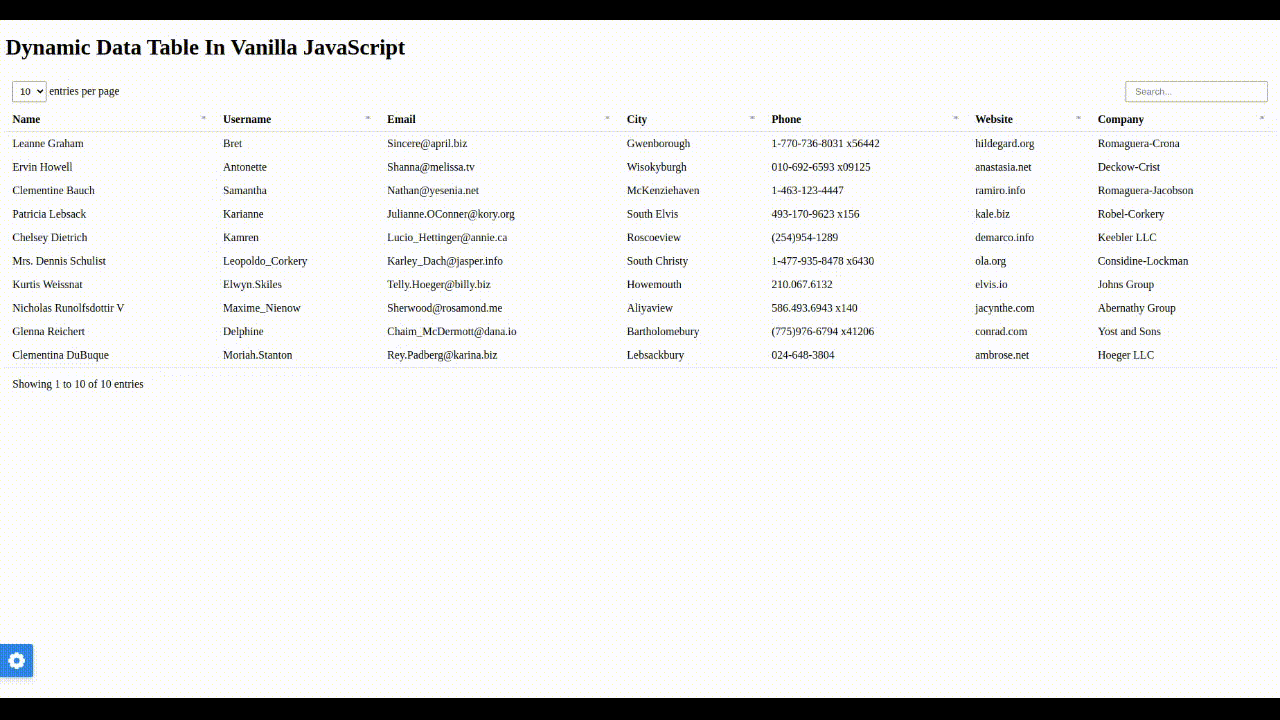 Dynamic Data Table In Vanilla JavaScript
10 entries per page Search...
Name Username Email City Phone Website Company
Leanne Graham Bret Sincere@april.biz Gwenborough 1-770-736-8031 x56442 hildegard.org Romaguera-Crona
Ervin Howell Antonette Shanna@melissa.tv Wisokyburgh 010-692-6593 x09125 anastasia.net Deckow-Crist
Clementine Bauch Samantha Nathan@yesenia.net McKenziehaven 1-463-123-4447 ramiro.info Romaguera-Jacobson
Patricia Lebsack Karianne Julianne.OConner@kory.org South Elvis 493-170-9623 x156 kale.biz Robel-Corkery
Chelsey Dietrich Kamren Lucio_Hettinger@annie.ca Roscoeview (254)954-1289 demarco.info Keebler LLC
Mrs. Dennis Schulist Leopoldo_Corkery Karley_Dach@jasper.info South Christy 1-477-935-8478 x6430 ola.org Considine-Lockman
Kurtis Weissnat Elwyn.Skiles Telly.Hoeger@billy.biz Howemouth 210.067.6132 elvis.io Johns Group
Nicholas Runolfsdottir V Maxime_Nienow Sherwood@rosamond.me Aliyaview 586.493.6943 x140 jacynthe.com Abernathy Group
Glenna Reichert Delphine Chaim_McDermott@dana.io Bartholomebury (775)976-6794 x41206 conrad.com Yost and Sons
Clementina DuBuque Moriah.Stanton Rey.Padberg@karina.biz Lebsackbury 024-648-3804 ambrose.net Hoeger LLC
Showing 1 to 10 of 10 entries